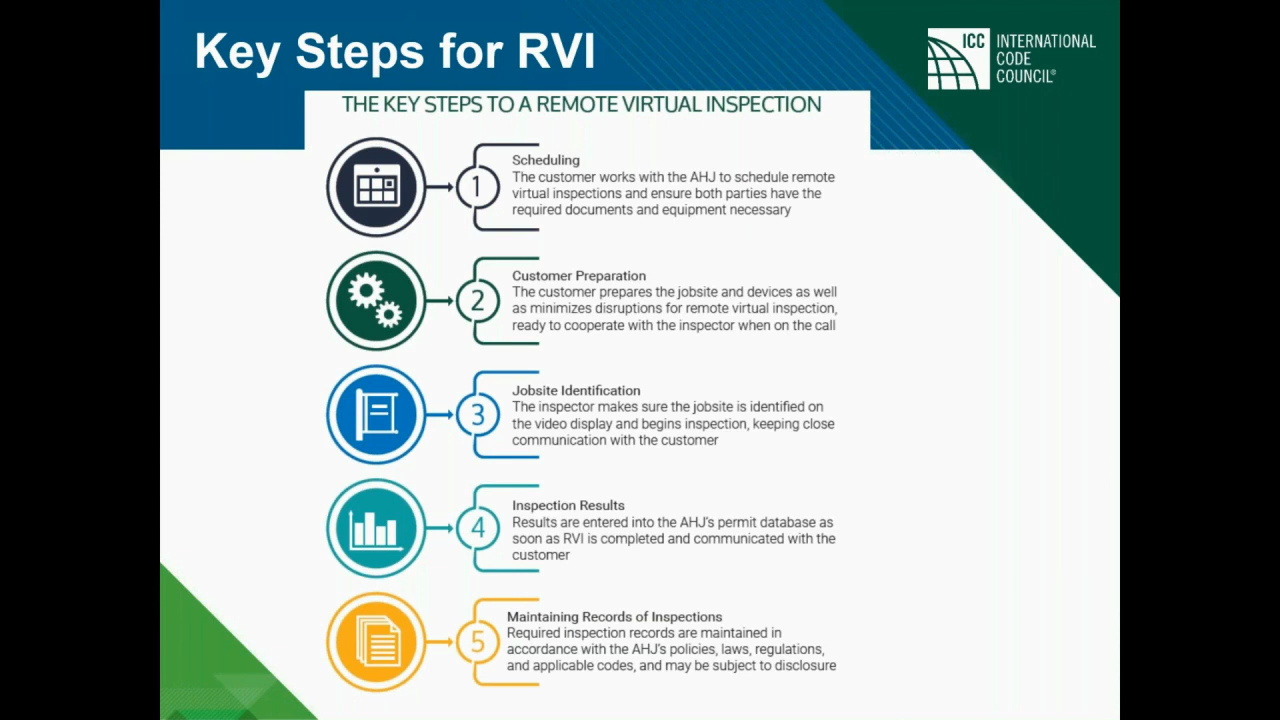 Key Steps for RVI
ICC INTERNATIONAL
CODE
COUNCIL®
THE KEY STEPS TO A REMOTE VIRTUAL INSPECTION
1
Scheduling
The customer works with the AHJ to schedule remote
virtual inspections and ensure both parties have the
required documents and equipment necessary
2
Customer Preparation
The customer prepares the jobsite and devices as well
as minimizes disruptions for remote virtual inspection,
ready to cooperate with the inspector when on the call
3
Jobsite Identification
The inspector makes sure the jobsite is identified on
the video display and begins inspection, keeping close
communication with the customer
4
Inspection Results
Results are entered into the AHJ's permit database as
soon as RVI is completed and communicated with the
customer
5
Maintaining Records of Inspections
Required inspection records are maintained in
accordance with the AHJ's policies, laws, regulations,
and applicable codes, and may be subject to disclosure